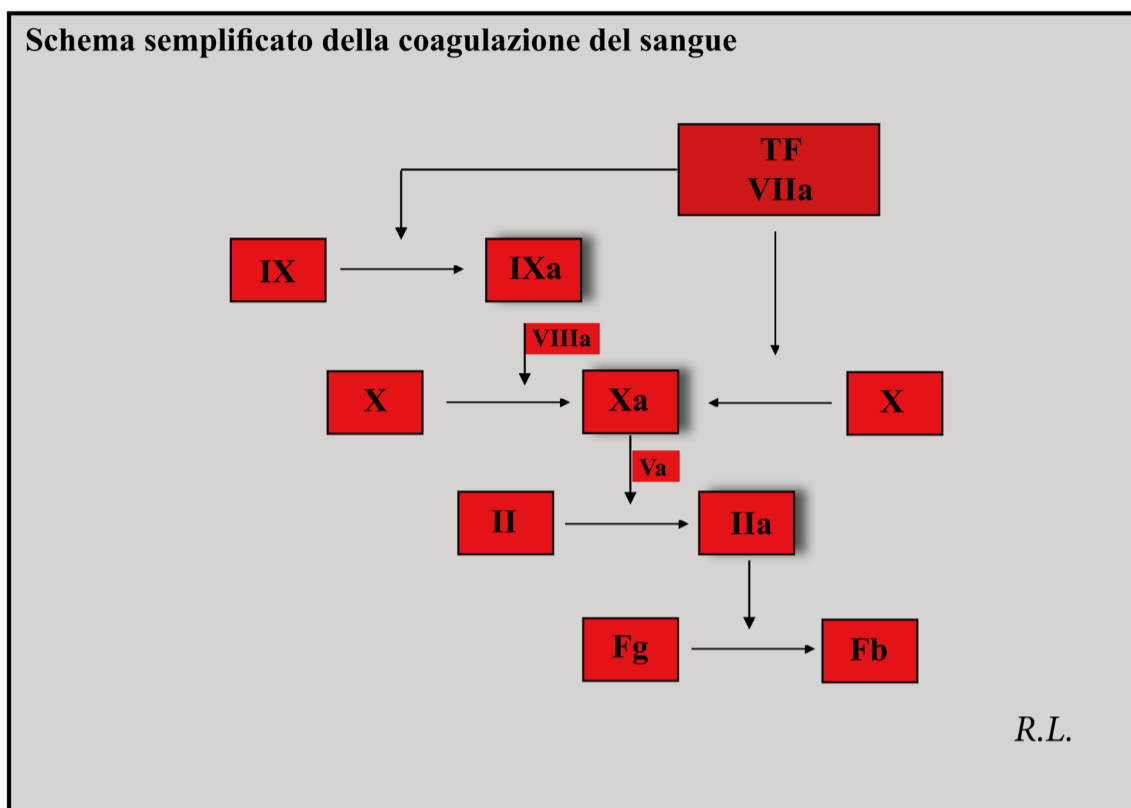 Schema semplificato della coagulazione del sangue
TF
VIIa
IX
IXa
VIIIa
X
Xa
X
Va
II
IIa
Fg
Fb
R.L.